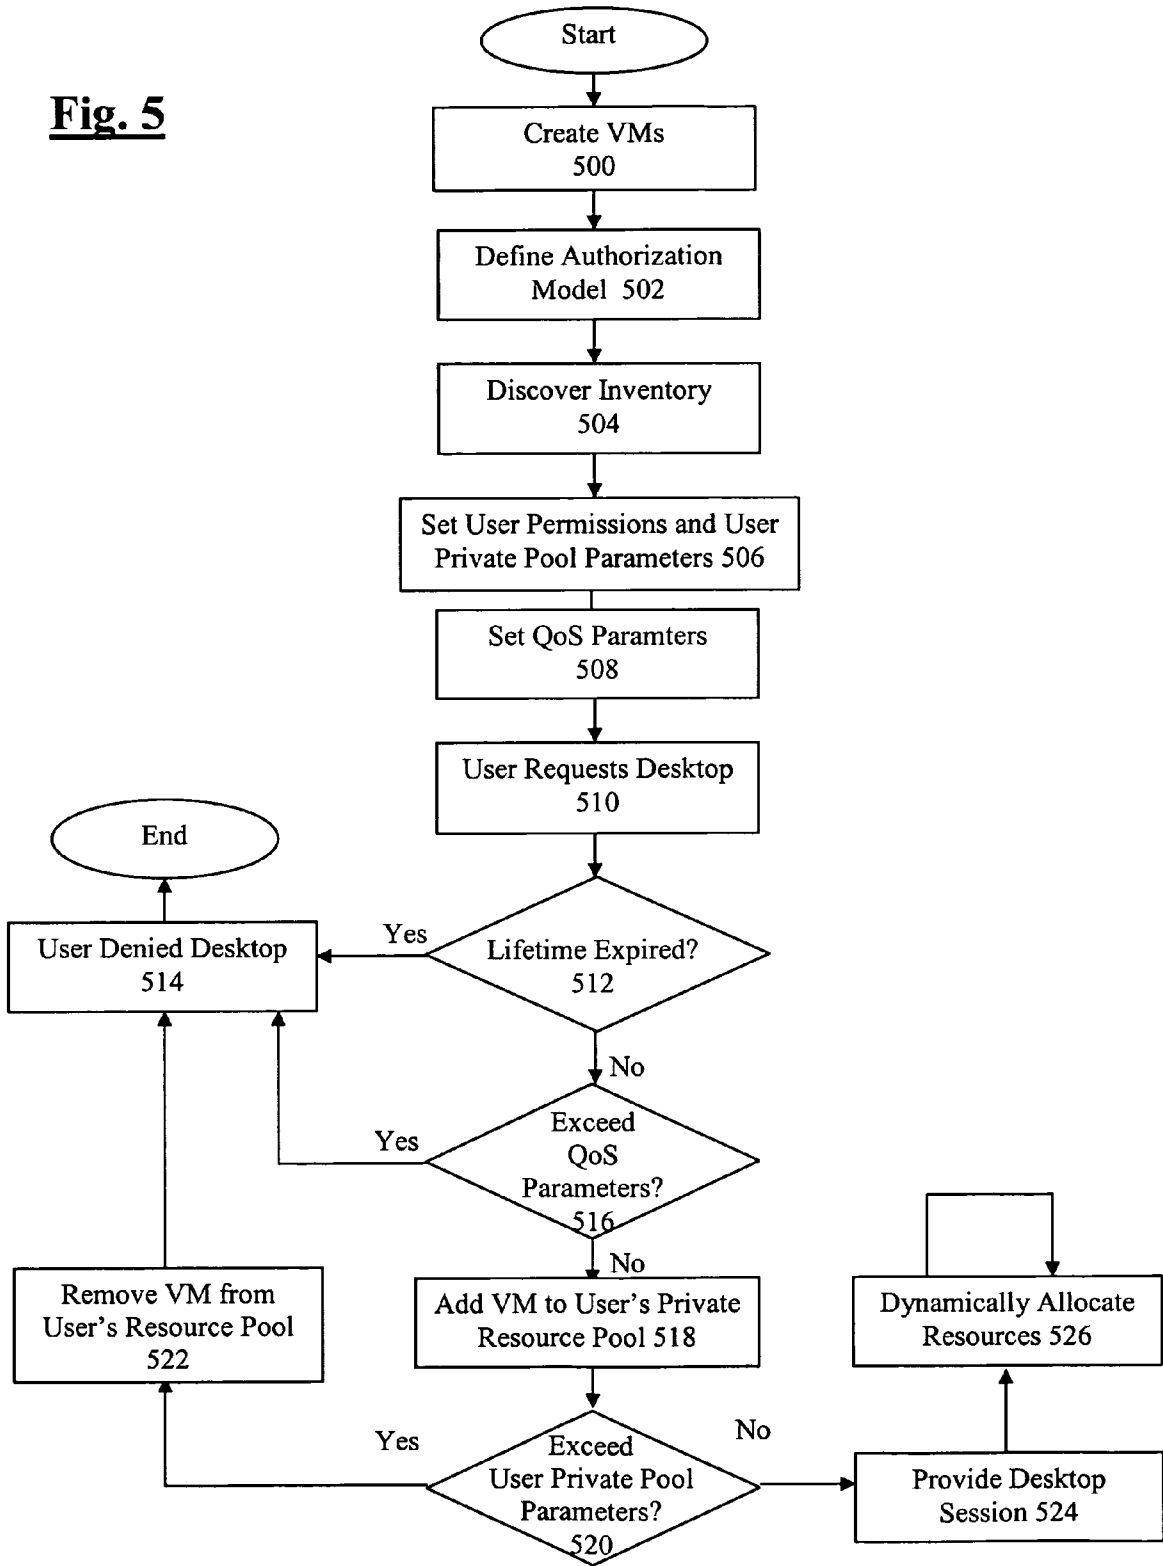 Start
Fig. 5
Create VMs
500
Define Authorization
Model 502
Discover Inventory
504
Set User Permissions and User
Private Pool Parameters 506
Set QoS Paramters
508
User Requests Desktop
510
End
User Denied Desktop
514
Yes
Lifetime Expired?
512
No
Yes
Exceed
QoS
Parameters?
516
No
Remove VM from
User's Resource Pool
522
Add VM to User's Private
Resource Pool 518
Dynamically Allocate
Resources 526
Yes
Exceed
User Private Pool
Parameters?
520
No
Provide Desktop
Session 524